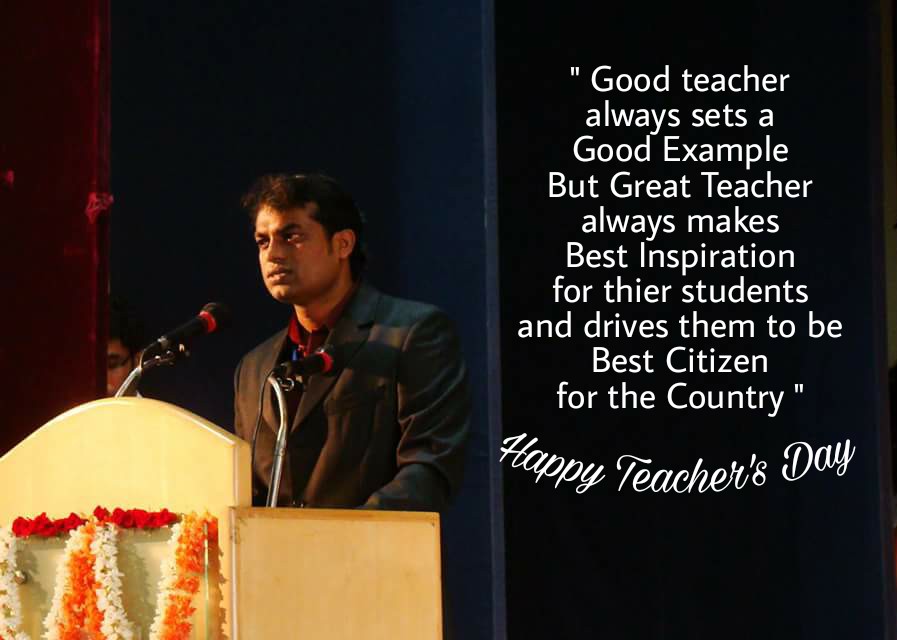 " Good teacher
always sets a
Good Example
But Great Teacher
always makes
Best Inspiration
for thier students
and drives them to be
Best Citizen
for the Country "
Happy Teacher's Day